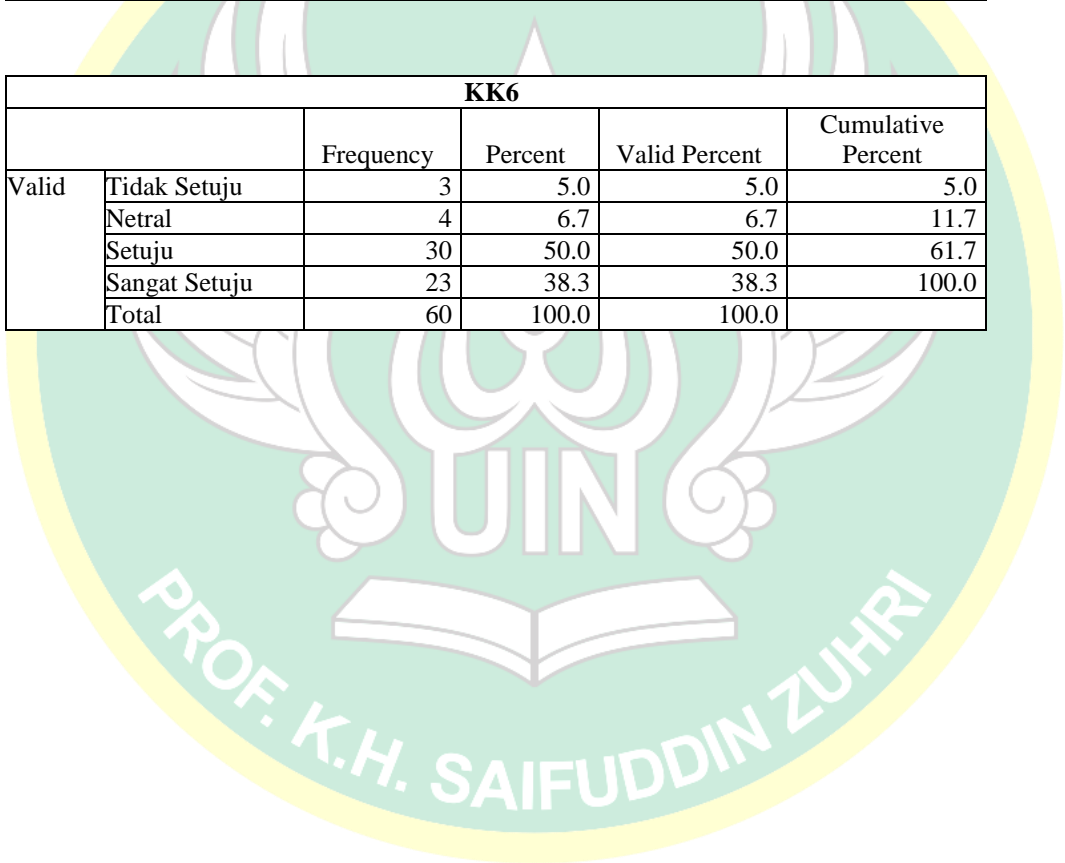 KK6
Frequency Percent Valid Percent Cumulative Percent
Valid Tidak Setuju 3 5.0 5.0 5.0
Netral 4 6.7 6.7 11.7
Setuju 30 50.0 50.0 61.7
Sangat Setuju 23 38.3 38.3 100.0
Total 60 100.0 100.0
UIN
PROF. K.H. SAIFUDDIN ZUHRI